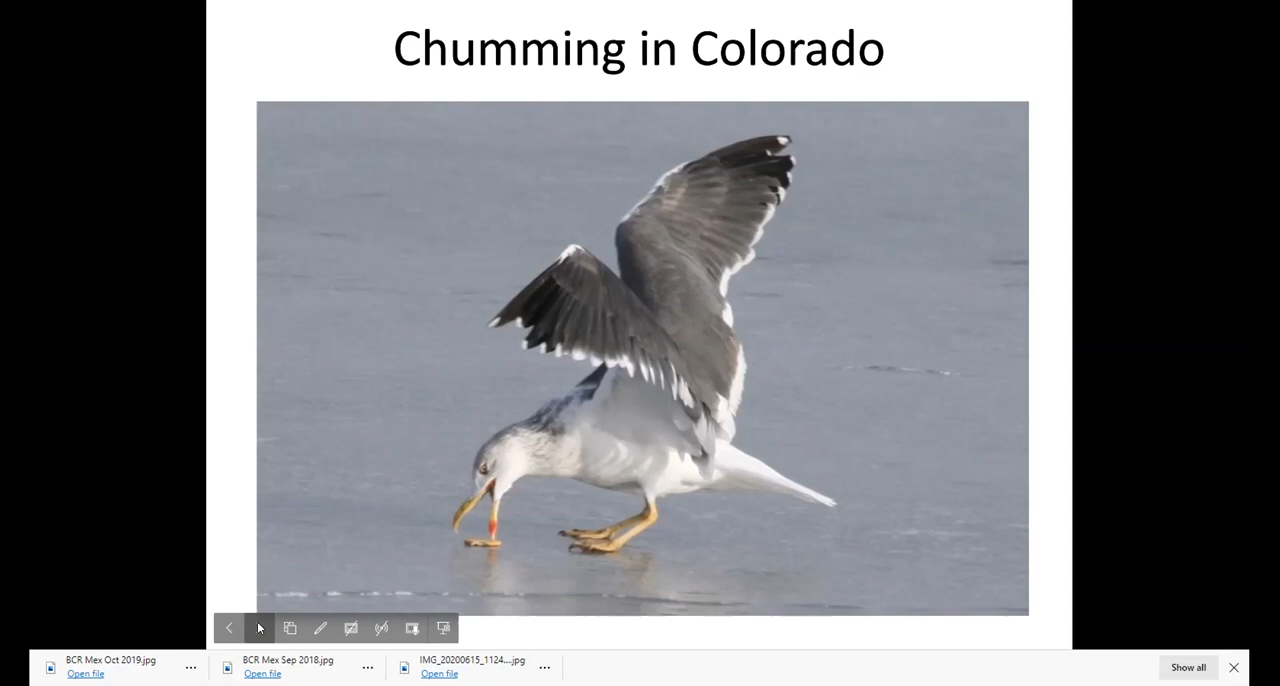 Chumming in Colorado
BCR Mex Oct 2019.jpg
Open file
BCR Mex Sep 2018.jpg
Open file
IMG_20200615_1124....jpg
Open file
Show all